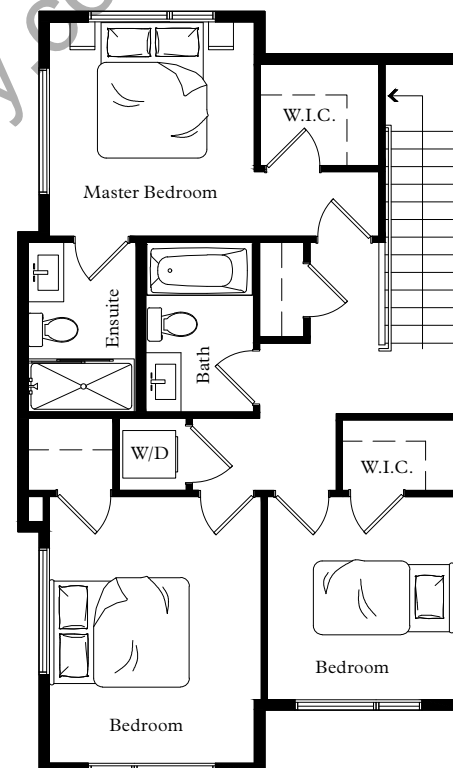 W.I.C.
Master Bedroom
Ensuite
Bath
W/D
W.I.C.
Bedroom
Bedroom